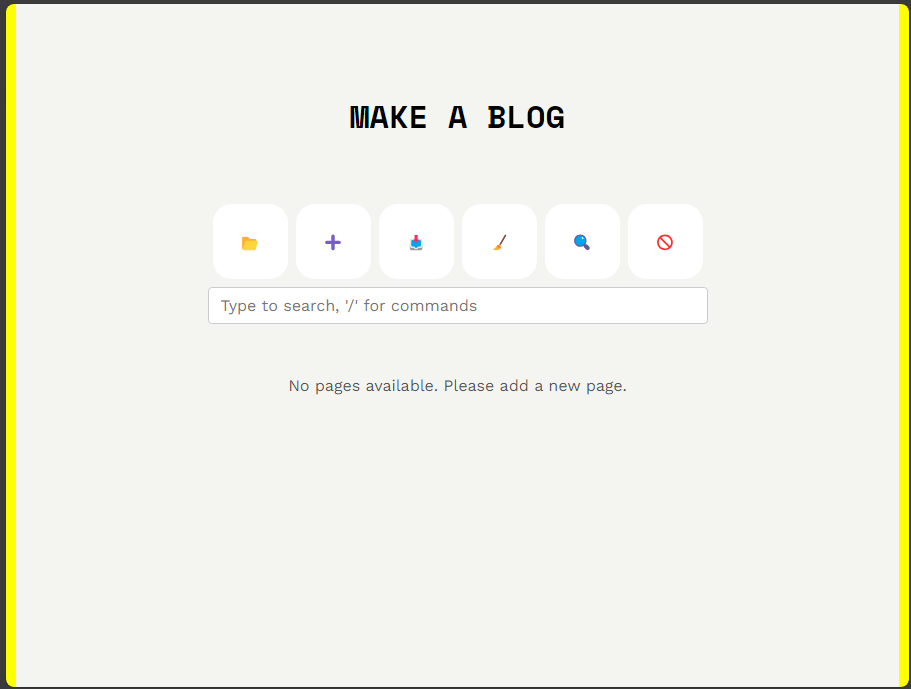 MAKE A BLOG
Type to search, '/' for commands
No pages available. Please add a new page.